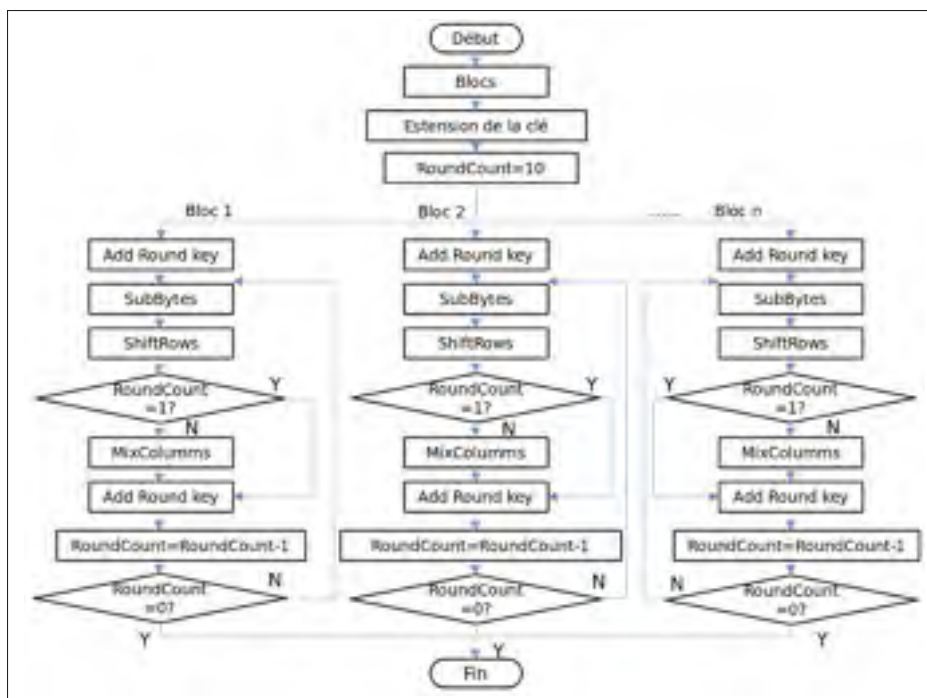 Début
Blocs
Estension de la clé
RoundCount=10
Bloc 1
Bloc 2
.......
Bloc n
Add Round key
Add Round key
Add Round key
SubBytes
SubBytes
SubBytes
ShiftRows
ShiftRows
ShiftRows
RoundCount
=1?
Y
RoundCount
=1?
Y
Y
RoundCount
=1?
N
N
N
MixColumms
MixColumms
MixColumms
Add Round key
Add Round key
Add Round key
RoundCount=RoundCount-1
RoundCount=RoundCount-1
RoundCount=RoundCount-1
RoundCount
=0?
N
RoundCount
=0?
N
N
RoundCount
=0?
Y
Y
Y
Fin